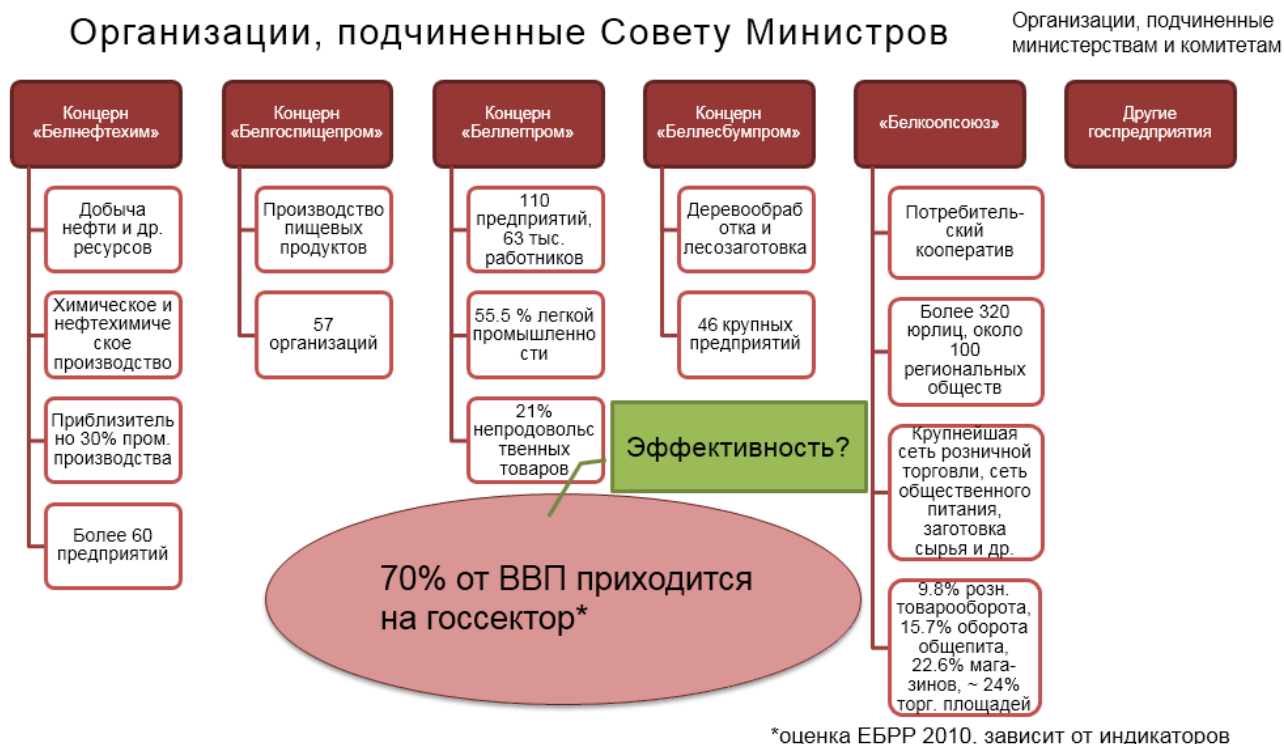 Организации, подчиненные Совету Министров
Организации, подчиненные
министерствам и комитетам
Концерн
«Белнефтехим»
Добыча
нефти и др.
ресурсов
Химическое и
нефтехимиче
ское
производство
Приблизитель
но 30% пром.
производства
Более 60
предприятий
Концерн
«Белгоспищепром»
Производство
пищевых
продуктов
57
организаций
Концерн
«Беллегпром»
110
предприятий,
63 тыс.
работников
55.5 % легкой
промышленно
сти
21%
непродовольс
твенных
товаров
Концерн
«Беллесбумпром»
Деревообраб
отка и
лесозаготовка
46 крупных
предприятий
«Белкоопсоюз»
Потребитель-
ский
кооператив
Более 320
юрлиц, около
100
региональных
обществ
Крупнейшая
сеть розничной
торговли, сеть
общественного
питания,
заготовка
сырья и др.
9.8% розн.
товарооборота,
15.7% оборота
общепита,
22.6% мага-
зинов, ~ 24%
торг. площадей
Другие
госпредприятия
Эффективность?
70% от ВВП приходится
на госсектор*
*оценка ЕБРР 2010, зависит от индикаторов